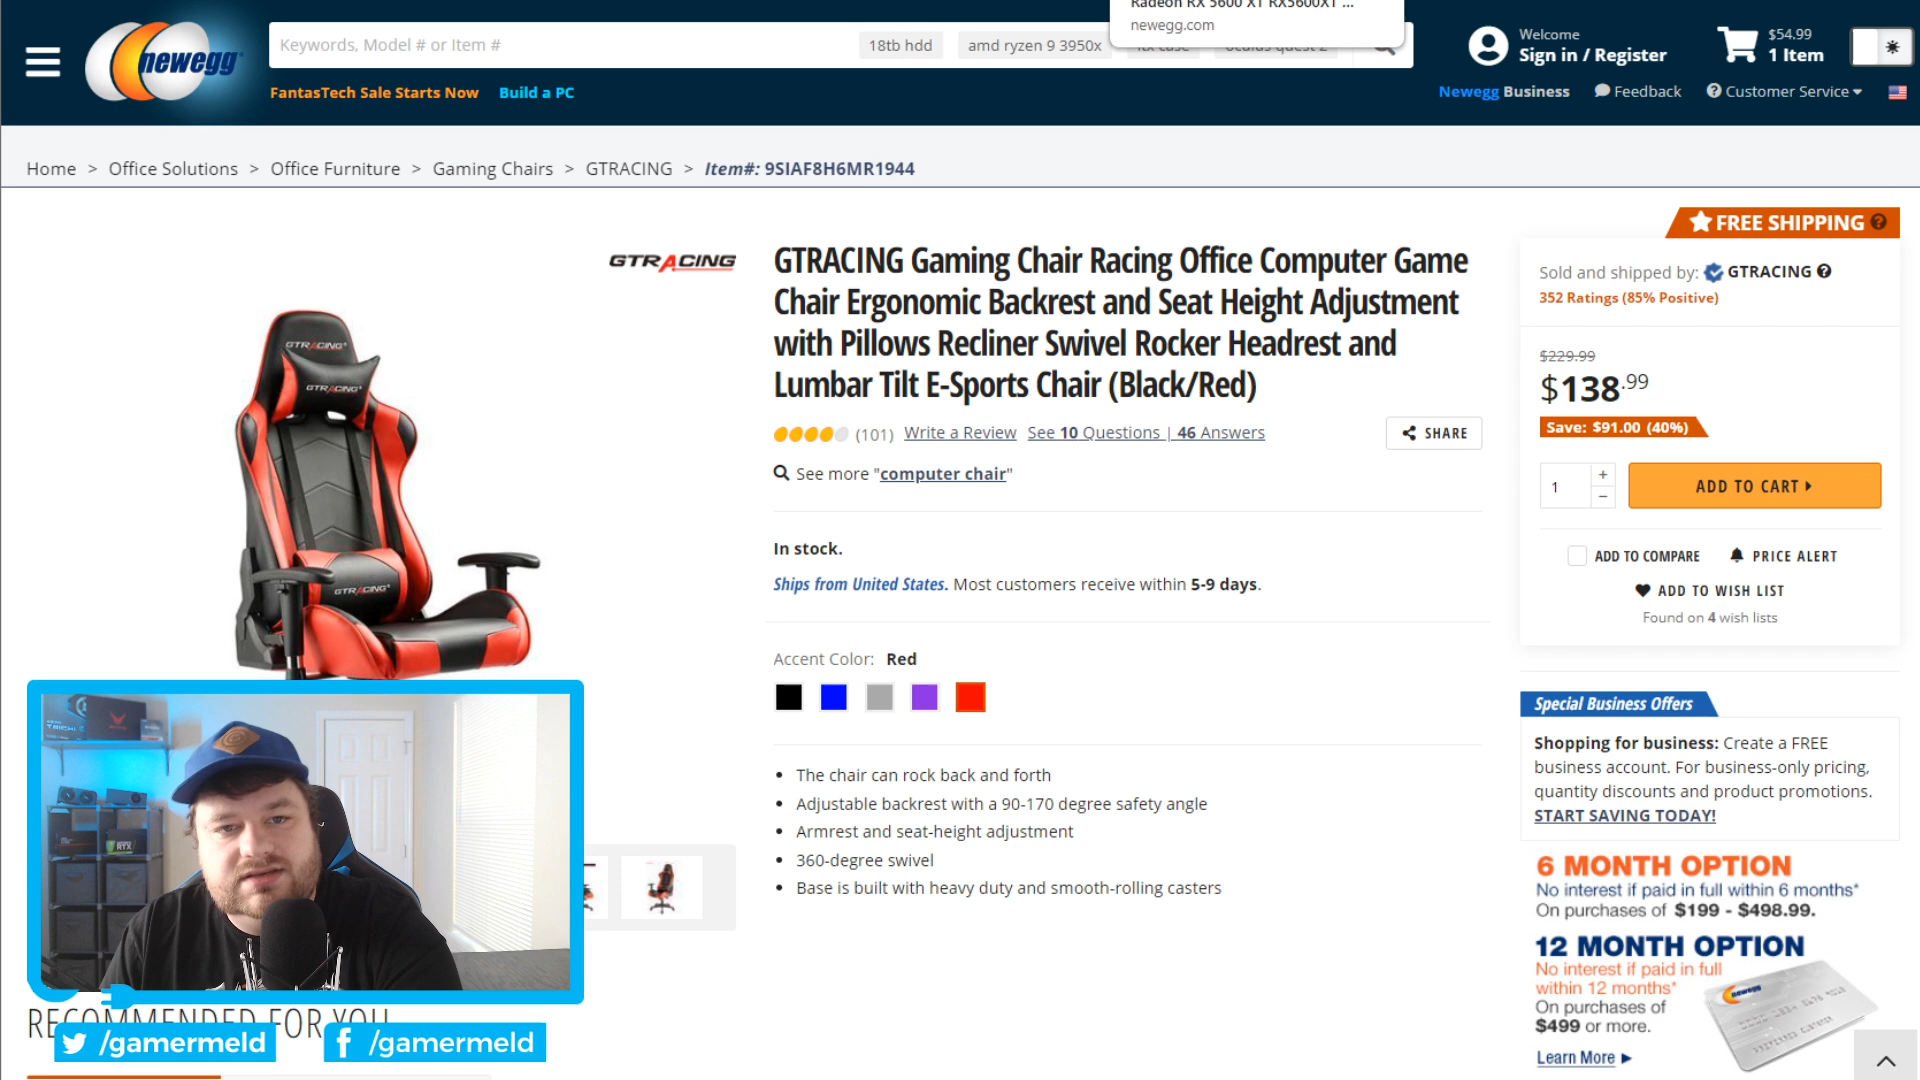 Radeon RX 5600 XT RX5600XT ...
newegg.com
newegg
Keywords, Model # or Item #
18tb hdd
amd ryzen 9 3950x
Welcome
Sign in / Register
$54.99
1 Item
FantasTech Sale Starts Now
Build a PC
Newegg Business
Feedback
Customer Service
Home > Office Solutions > Office Furniture > Gaming Chairs > GTRACING > Item#: 9SIAF8H6MR1944
FREE SHIPPING
GTRACING
GTRACING Gaming Chair Racing Office Computer Game
Chair Ergonomic Backrest and Seat Height Adjustment
with Pillows Recliner Swivel Rocker Headrest and
Lumbar Tilt E-Sports Chair (Black/Red)
(101) Write a Review See 10 Questions | 46 Answers
SHARE
See more "computer chair"
In stock.
Ships from United States. Most customers receive within 5-9 days.
Accent Color: Red
The chair can rock back and forth
Adjustable backrest with a 90-170 degree safety angle
Armrest and seat-height adjustment
360-degree swivel
Base is built with heavy duty and smooth-rolling casters
Sold and shipped by: GTRACING
352 Ratings (85% Positive)
$229.99
$138.99
Save: $91.00 (40%)
1
+
−
ADD TO CART
ADD TO COMPARE
PRICE ALERT
ADD TO WISH LIST
Found on 4 wish lists
Special Business Offers
Shopping for business: Create a FREE
business account. For business-only pricing,
quantity discounts and product promotions.
START SAVING TODAY!
6 MONTH OPTION
No interest if paid in full within 6 months*
On purchases of $199 - $498.99.
12 MONTH OPTION
No interest if paid in full
within 12 months*
On purchases of
$499 or more.
Learn More
newegg
GTRACING
GTRACING
GTRACING
RTX
RECOMMENDED FOR YOU
/gamermeld
/gamermeld